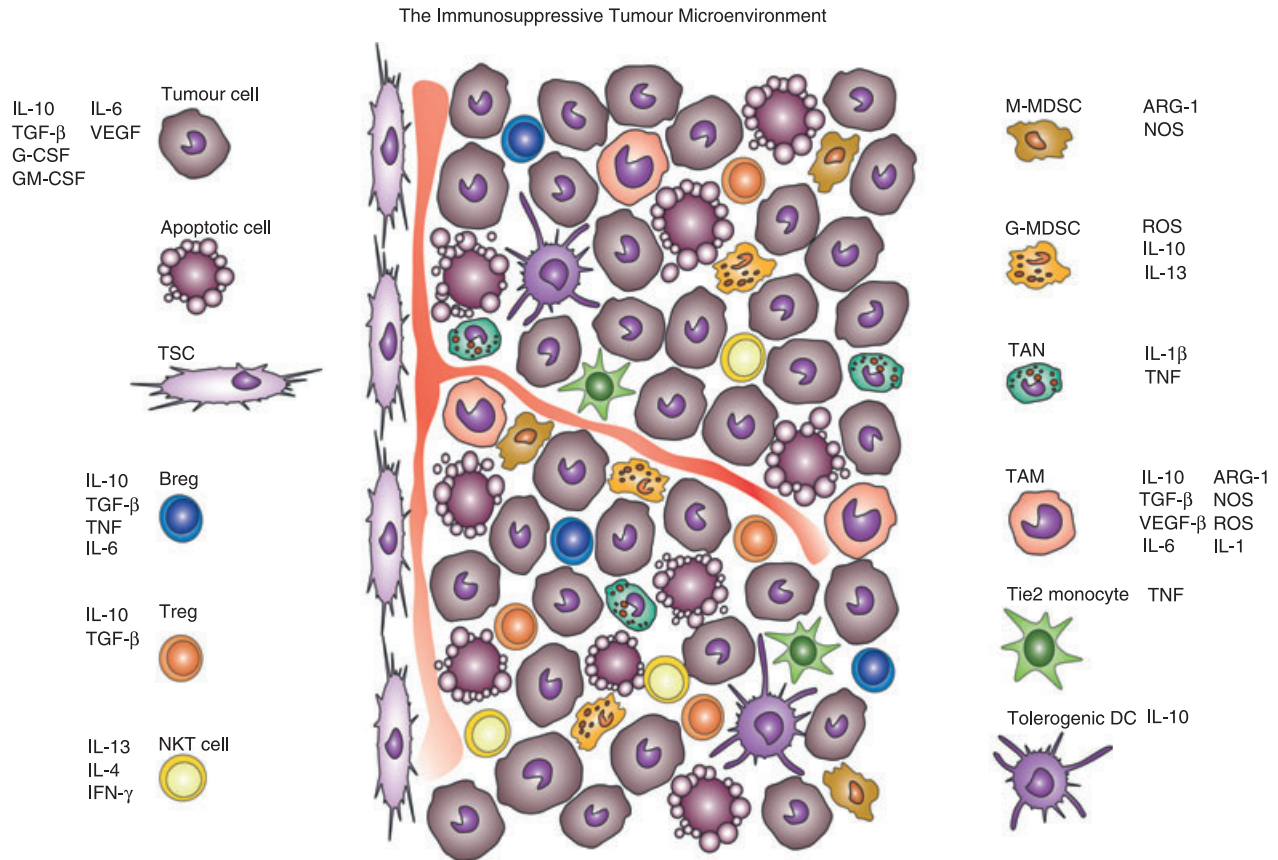 The Immunosuppressive Tumour Microenvironment
Tumour cell
IL-10 IL-6
TGF-β VEGF
G-CSF
GM-CSF
Apoptotic cell
TSC
IL-10 Breg
TGF-β
TNF
IL-6
IL-10 Treg
TGF-β
IL-13 NKT cell
IL-4
IFN-γ
M-MDSC ARG-1
NOS
G-MDSC ROS
IL-10
IL-13
TAN IL-1β
TNF
TAM IL-10 ARG-1
TGF-β NOS
VEGF-β ROS
IL-6 IL-1
Tie2 monocyte TNF
Tolerogenic DC IL-10